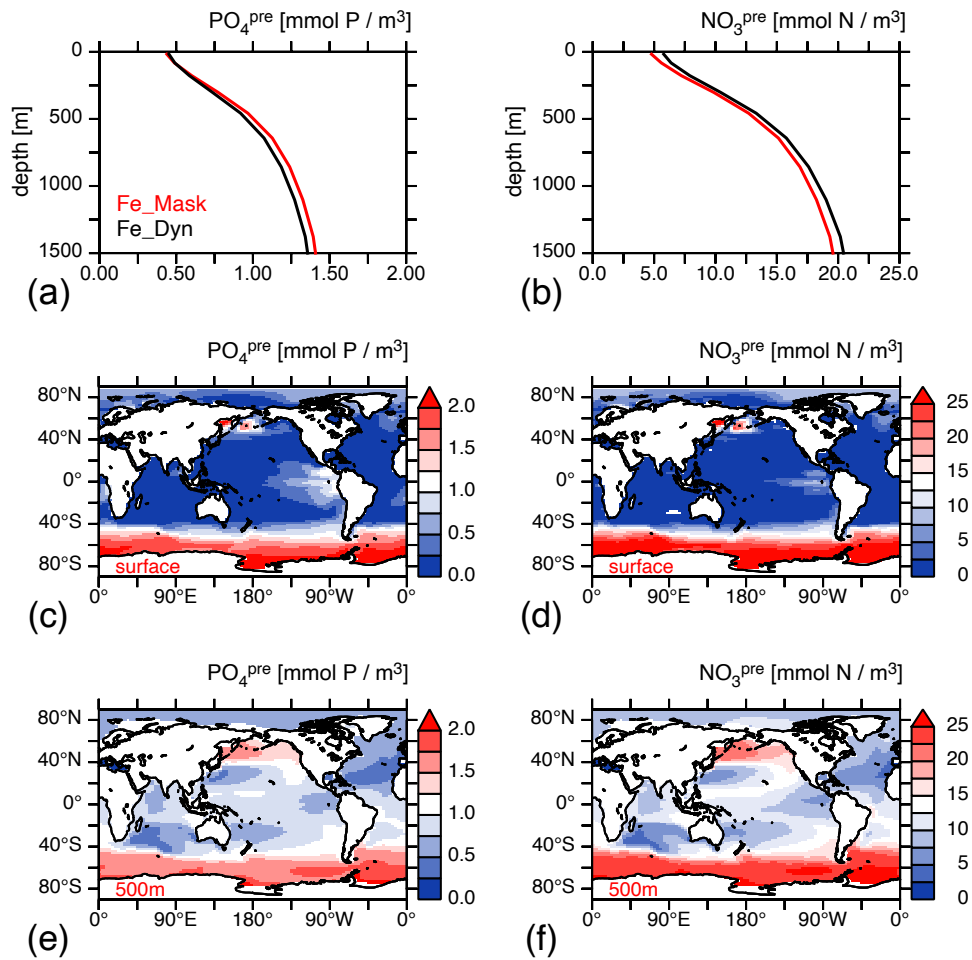 PO₄ᵖʳᵉ [mmol P / m³]
NO₃ᵖʳᵉ [mmol N / m³]
0
500
1000
1500
depth [m]
Fe_Mask
Fe_Dyn
0.00 0.50 1.00 1.50 2.00
(a)
0
500
1000
1500
depth [m]
0.0 5.0 10.0 15.0 20.0 25.0
(b)
PO₄ᵖʳᵉ [mmol P / m³]
80°N
40°N
0°
40°S
80°S
surface
0° 90°E 180° 90°W 0°
2.0
1.5
1.0
0.5
0.0
(c)
NO₃ᵖʳᵉ [mmol N / m³]
80°N
40°N
0°
40°S
80°S
surface
0° 90°E 180° 90°W 0°
25
20
15
10
5
0
(d)
PO₄ᵖʳᵉ [mmol P / m³]
80°N
40°N
0°
40°S
80°S
500m
0° 90°E 180° 90°W 0°
2.0
1.5
1.0
0.5
0.0
(e)
NO₃ᵖʳᵉ [mmol N / m³]
80°N
40°N
0°
40°S
80°S
500m
0° 90°E 180° 90°W 0°
25
20
15
10
5
0
(f)